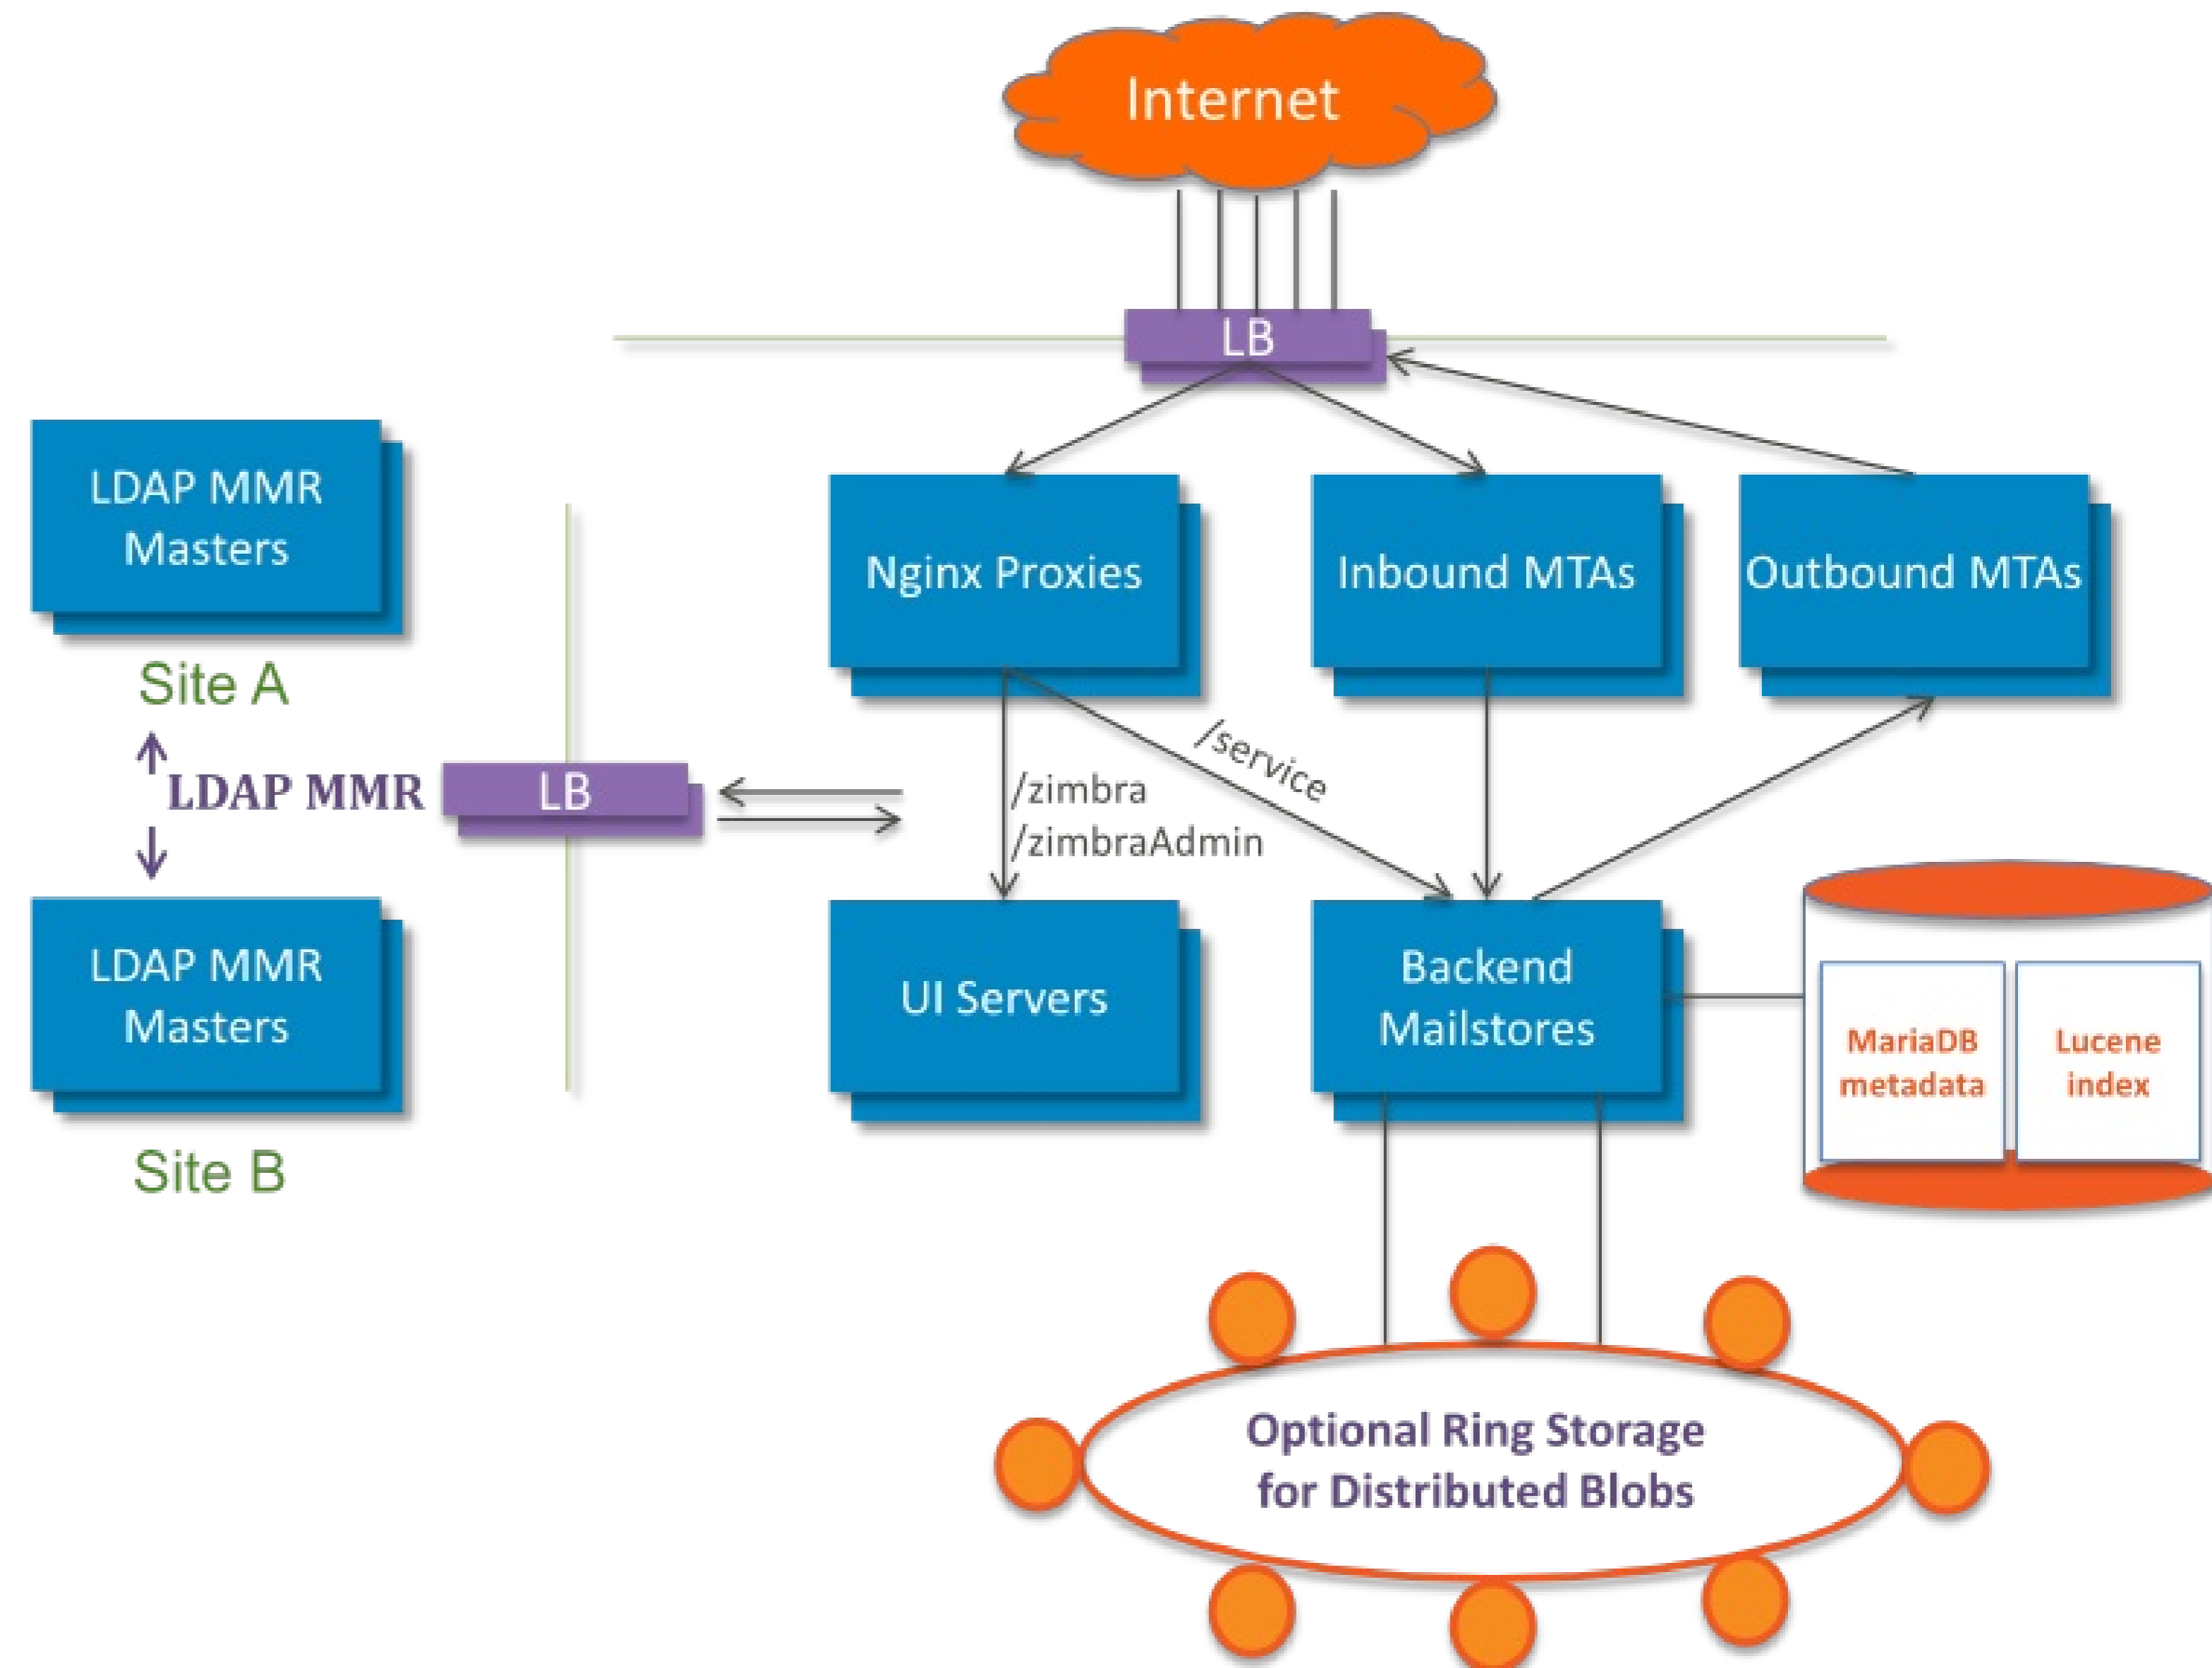 Internet
LB
LDAP MMR
Masters
Site A
LDAP MMR
LDAP MMR
Masters
Site B
LB
Nginx Proxies
Inbound MTAs
Outbound MTAs
/service
/zimbra
/zimbraAdmin
UI Servers
Backend
Mailstores
MariaDB
metadata
Lucene
index
Optional Ring Storage
for Distributed Blobs